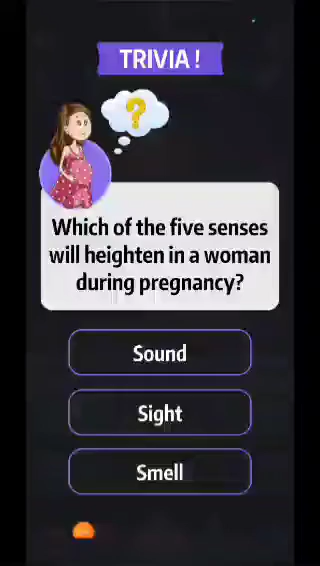 TRIVIA!
?
Which of the five senses
will heighten in a woman
during pregnancy?
Sound
Sight
Smell